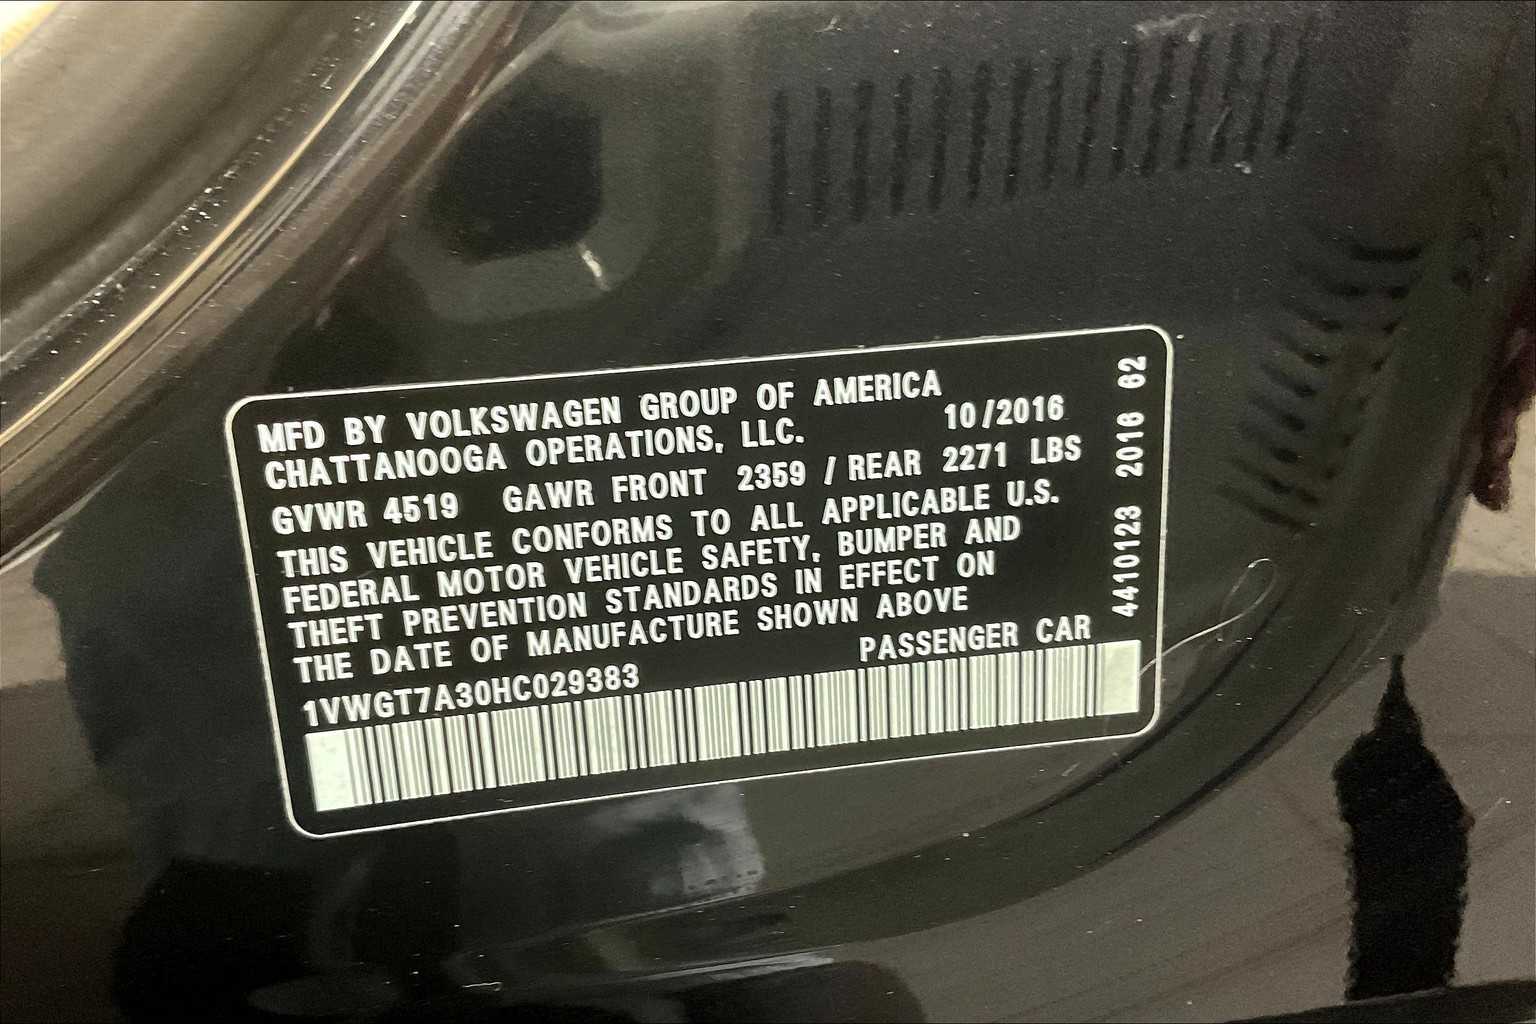 MFD BY VOLKSWAGEN GROUP OF AMERICA
CHATTANOOGA OPERATIONS, LLC. 10/2016
GVWR 4519 GAWR FRONT 2359 / REAR 2271 LBS
THIS VEHICLE CONFORMS TO ALL APPLICABLE U.S.
FEDERAL MOTOR VEHICLE SAFETY, BUMPER AND
THEFT PREVENTION STANDARDS IN EFFECT ON
THE DATE OF MANUFACTURE SHOWN ABOVE
1VWGT7A30HC029383 PASSENGER CAR
4410123 2016 62